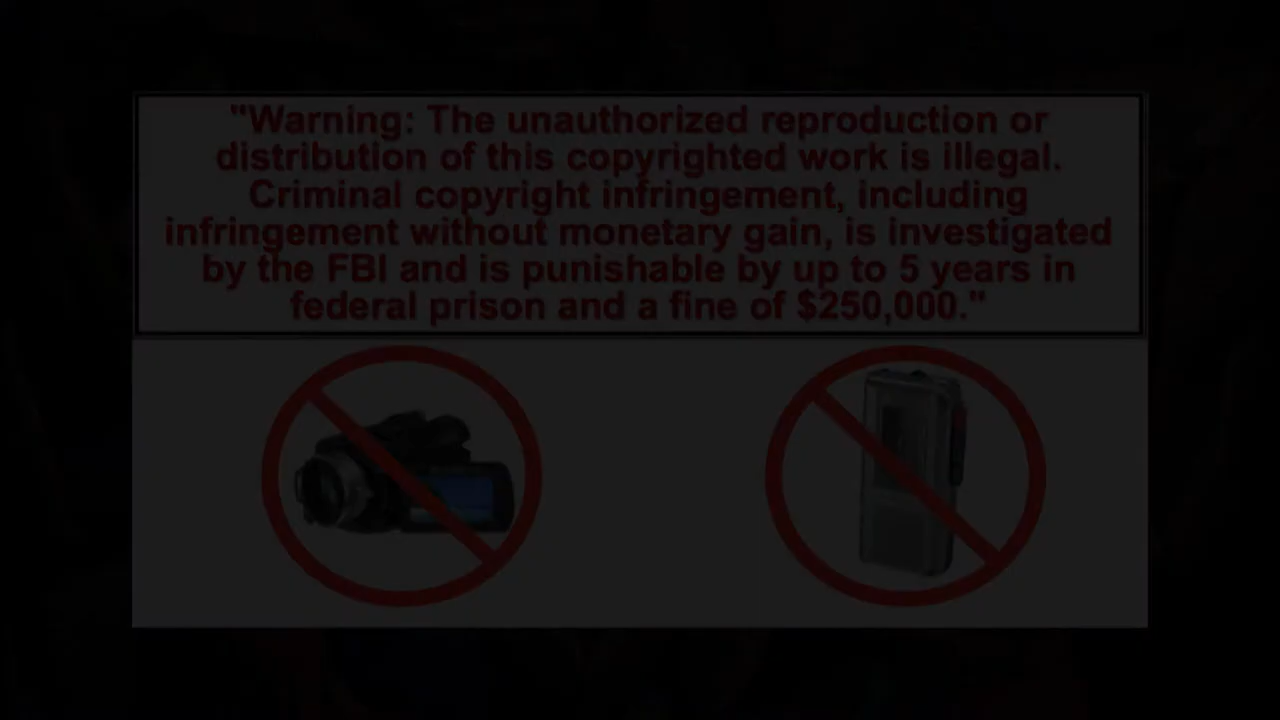 "Warning: The unauthorized reproduction or
distribution of this copyrighted work is illegal.
Criminal copyright infringement, including
infringement without monetary gain, is investigated
by the FBI and is punishable by up to 5 years in
federal prison and a fine of $250,000."